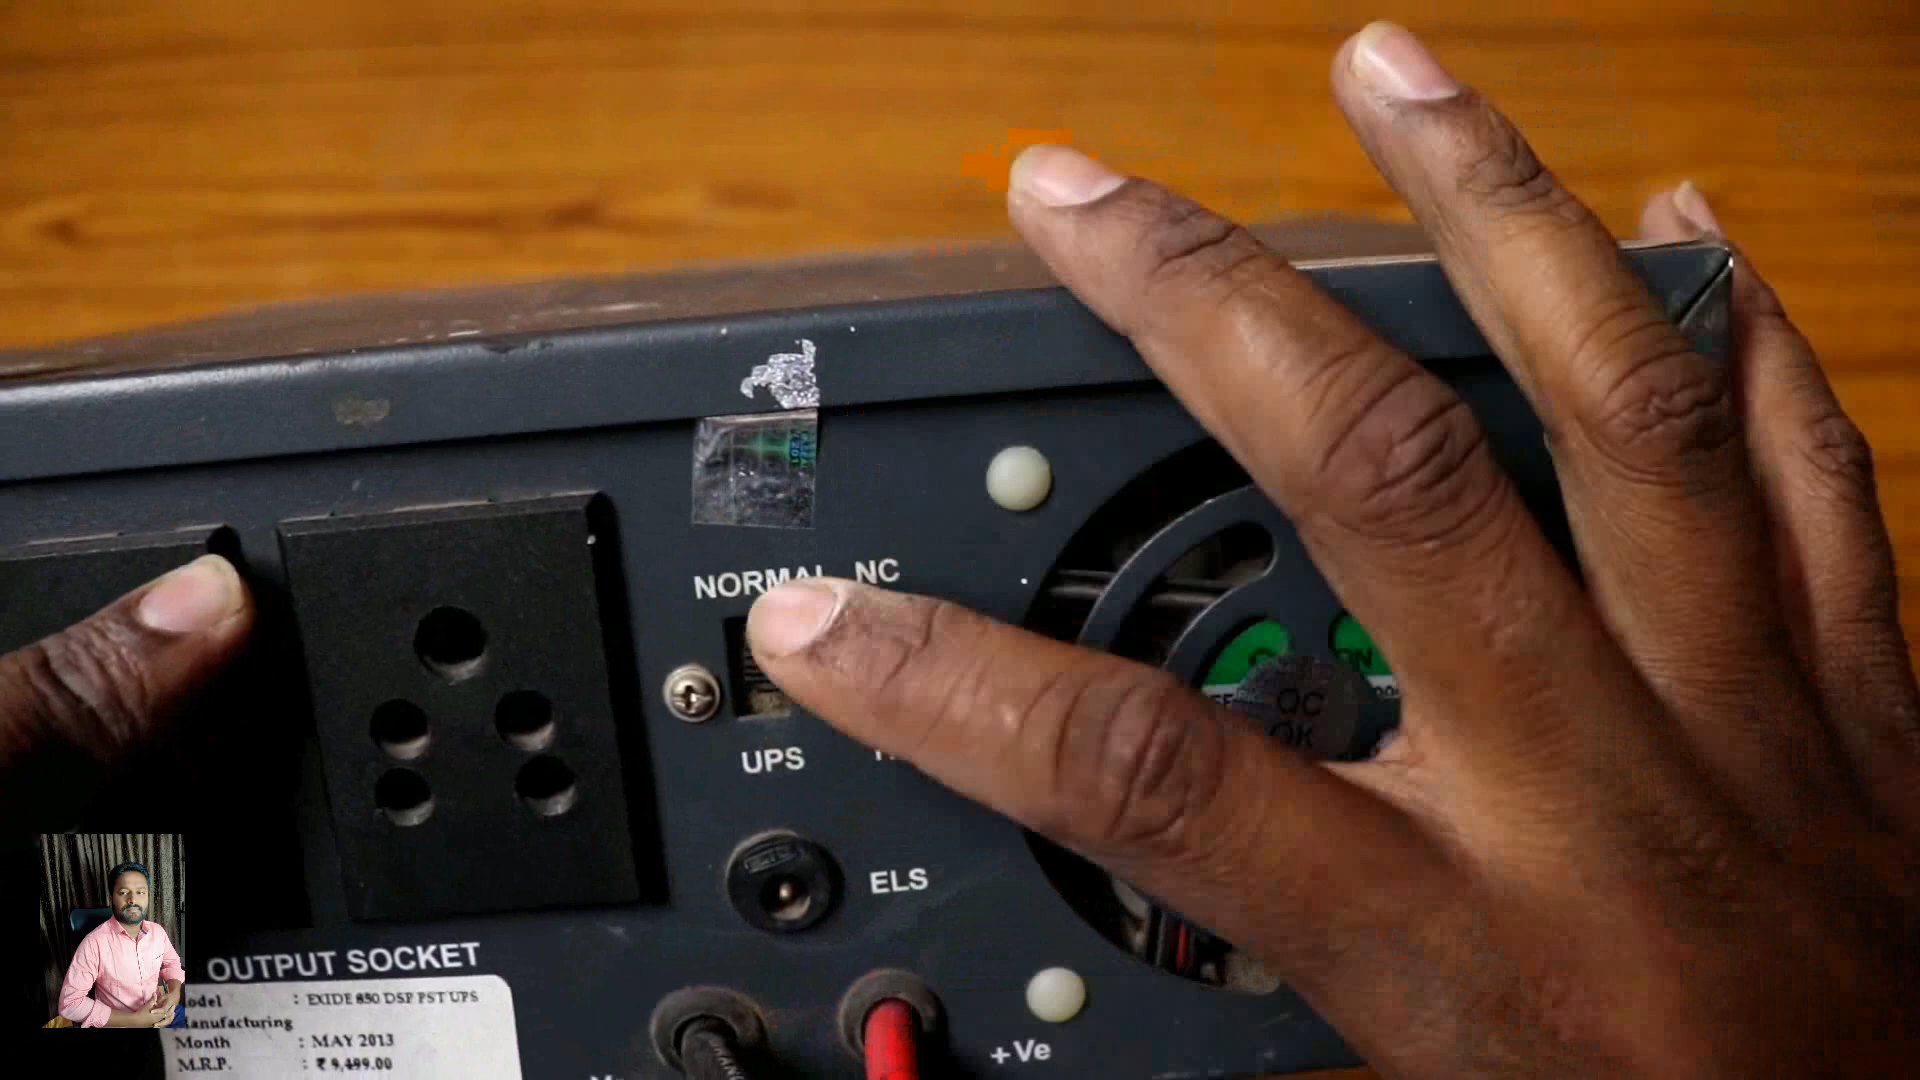 NORMAL NC
UPS
ELS
QC
OK
OUTPUT SOCKET
odel : EXIDE 850 DSP PST UPS
anufacturing
Month : MAY 2013
M.R.P. : ₹ 9,499.00
+Ve